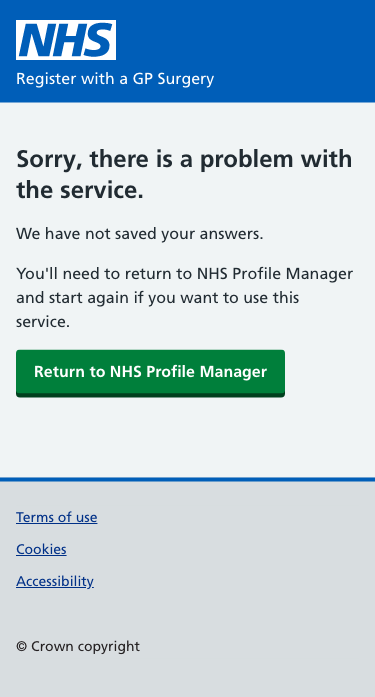 NHS
Register with a GP Surgery
Sorry, there is a problem with
the service.
We have not saved your answers.
You'll need to return to NHS Profile Manager
and start again if you want to use this
service.
Return to NHS Profile Manager
Terms of use
Cookies
Accessibility
© Crown copyright